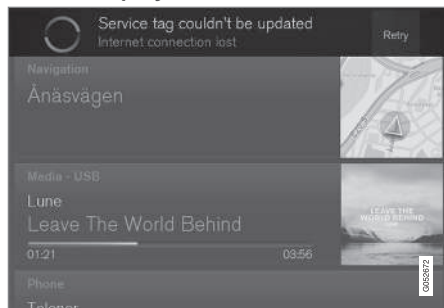 Service tag couldn't be updated
Internet connection lost
Retry
Navigation
Ånäsvägen
Media - USB
Lune
Leave The World Behind
01:21
03:56
LEAVE THE
WORLD BEHIND
Phone
Telenor
G052672